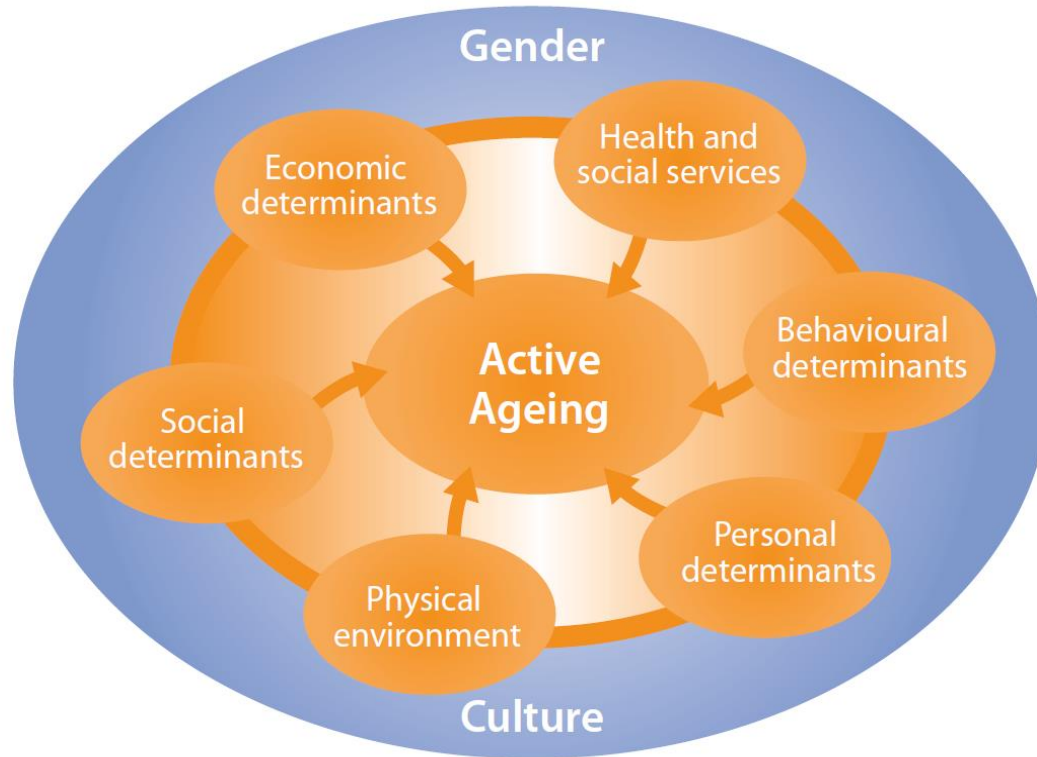 Gender
Economic
determinants
Health and
social services
Active
Ageing
Behavioural
determinants
Social
determinants
Personal
determinants
Physical
environment
Culture